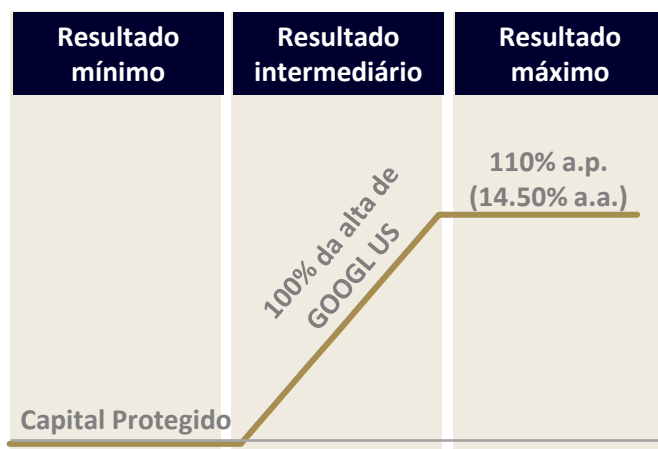 Resultado
mínimo
Resultado
intermediário
Resultado
máximo
110% a.p.
(14.50% a.a.)
100% da alta de
GOOGL US
Capital Protegido